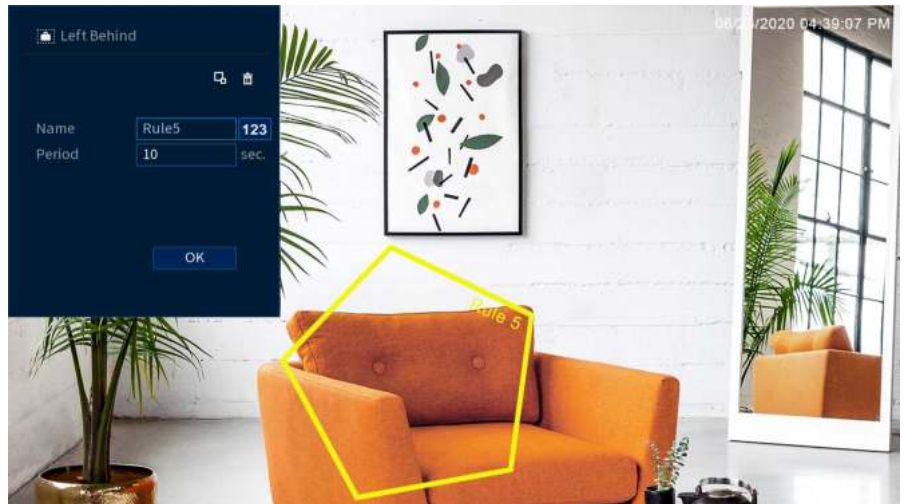 Left Behind
Name Rule5 123
Period 10 sec.
OK
Rule 5
2020 04:39:07 PM